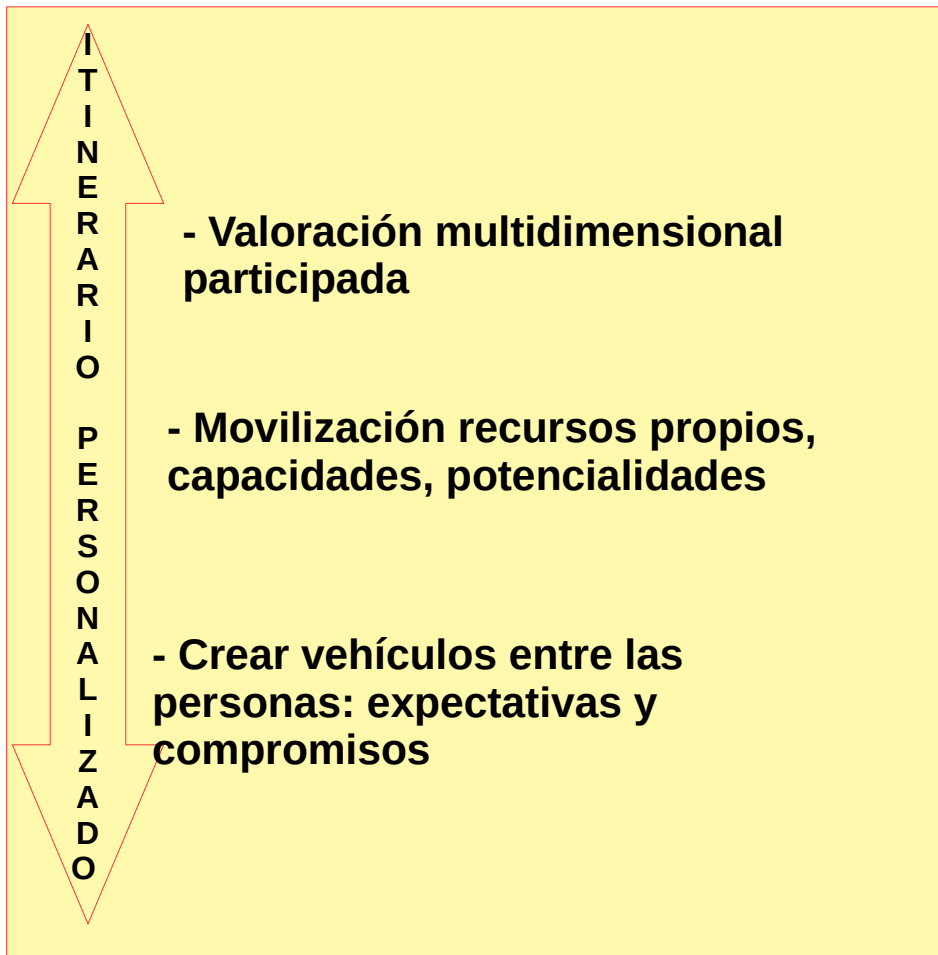 ITINERARIO PERSONALIZADO
- Valoración multidimensional
participada
- Movilización recursos propios,
capacidades, potencialidades
- Crear vehículos entre las
personas: expectativas y
compromisos